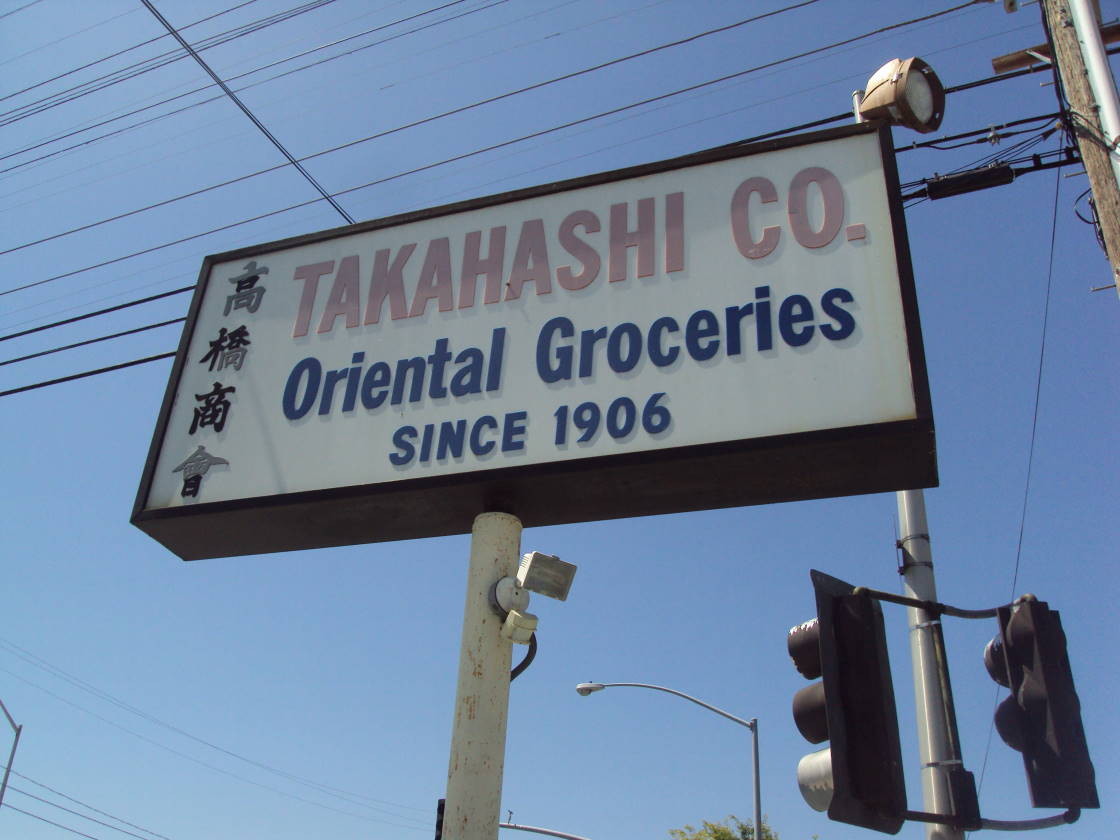 高橋商會
TAKAHASHI CO.
Oriental Groceries
SINCE 1906